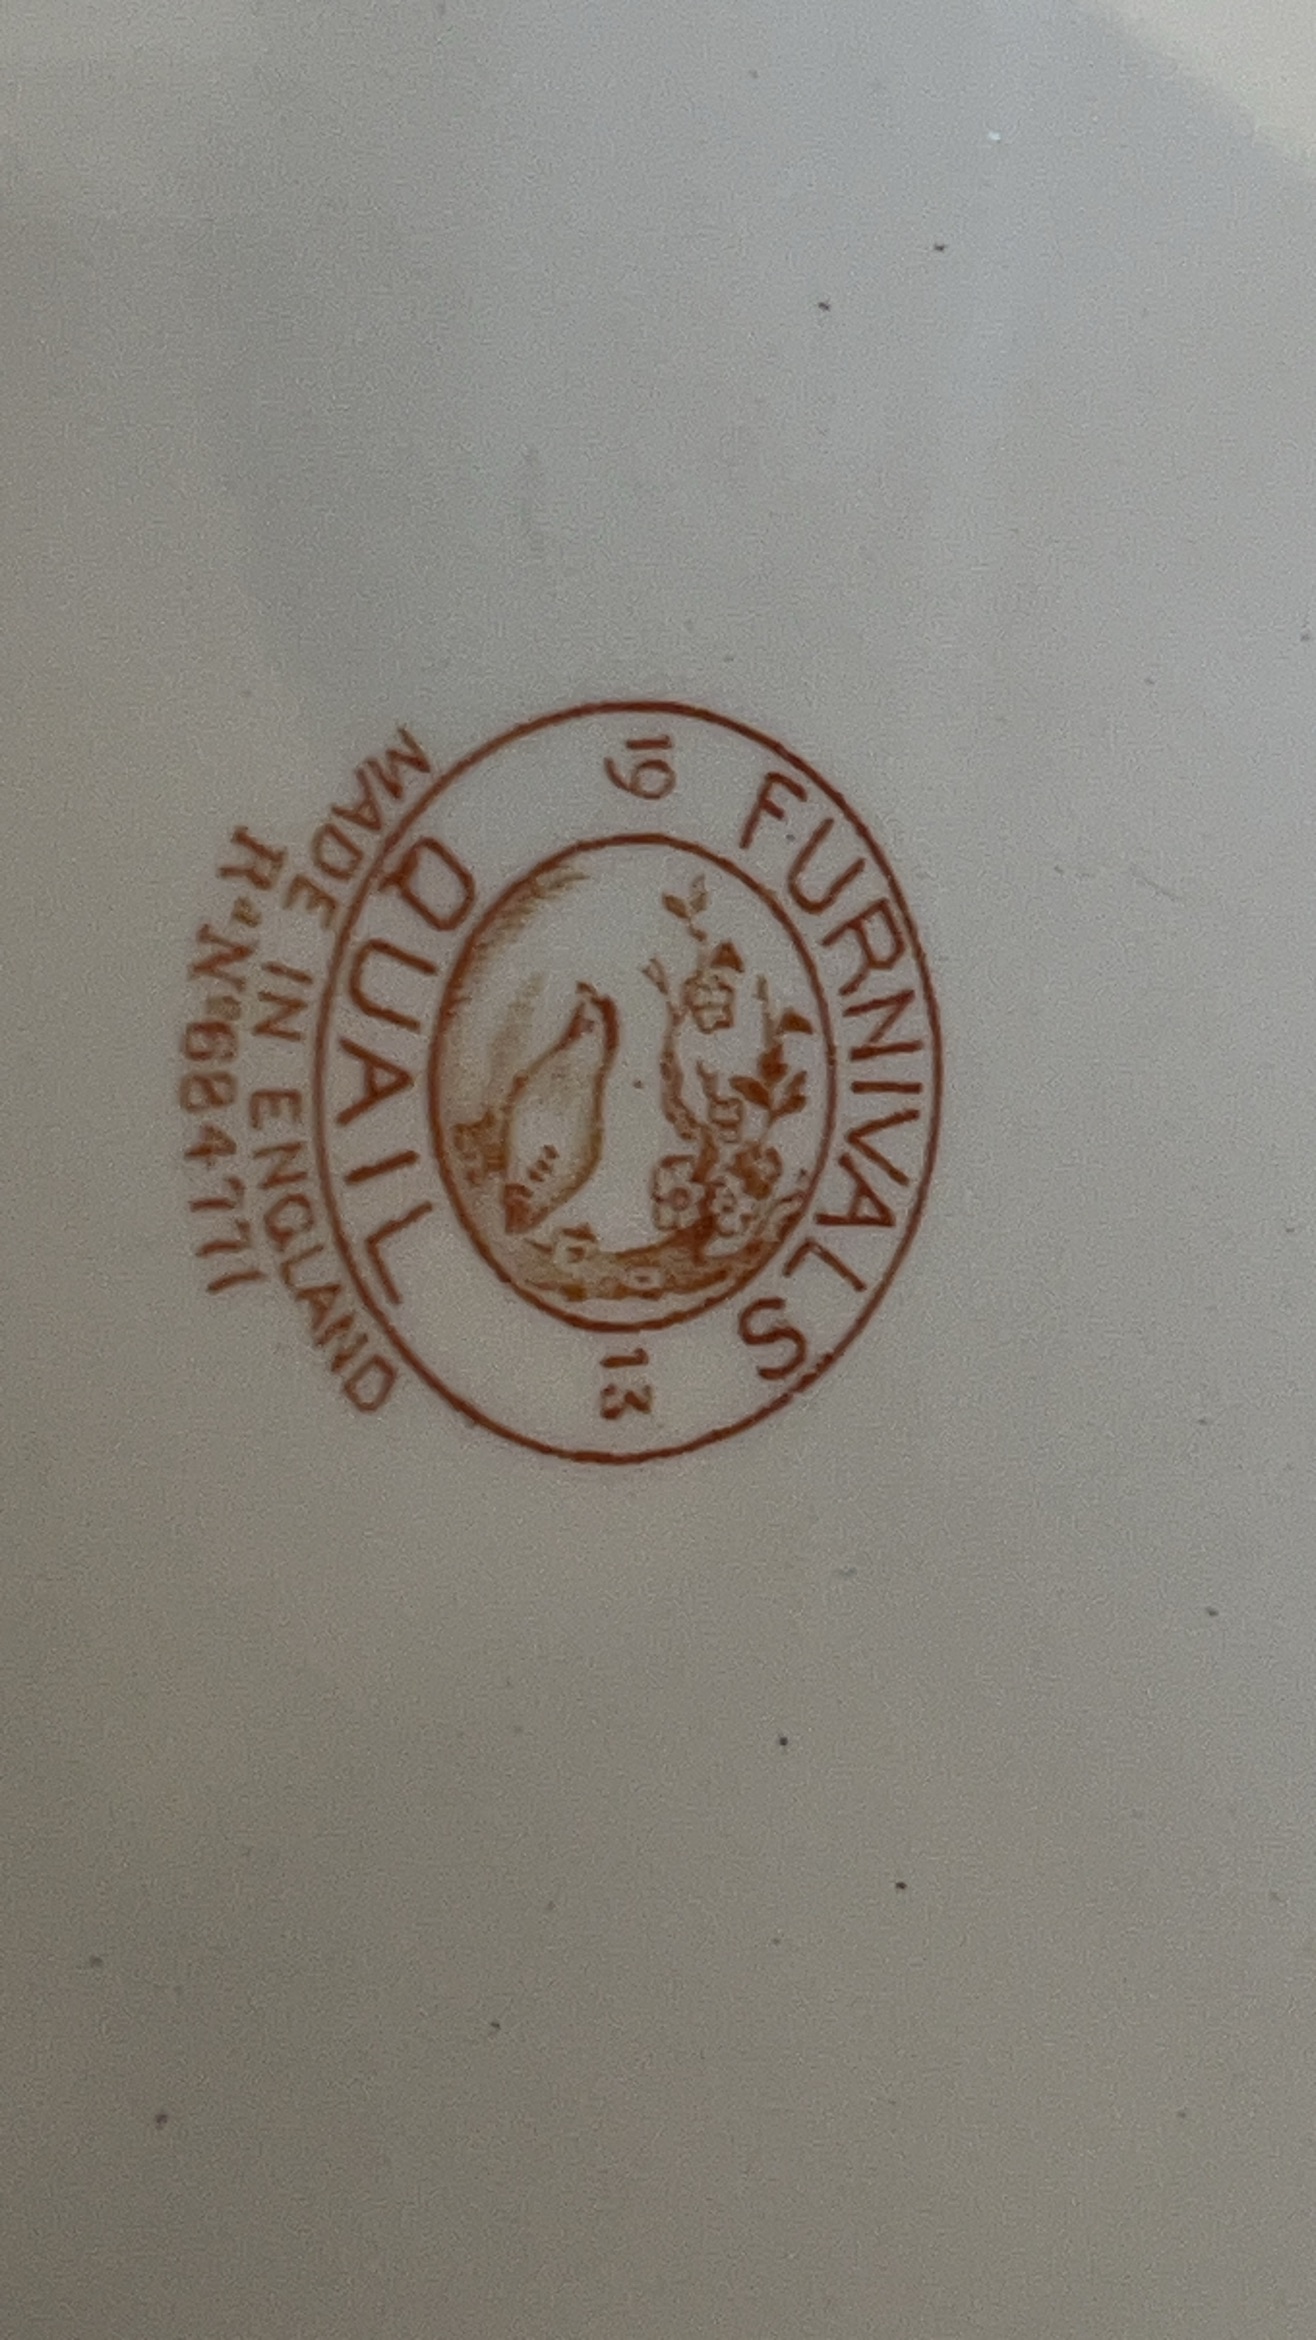 FURNIVALS
19 13
QUAIL
MADE IN ENGLAND
Rd No 684771